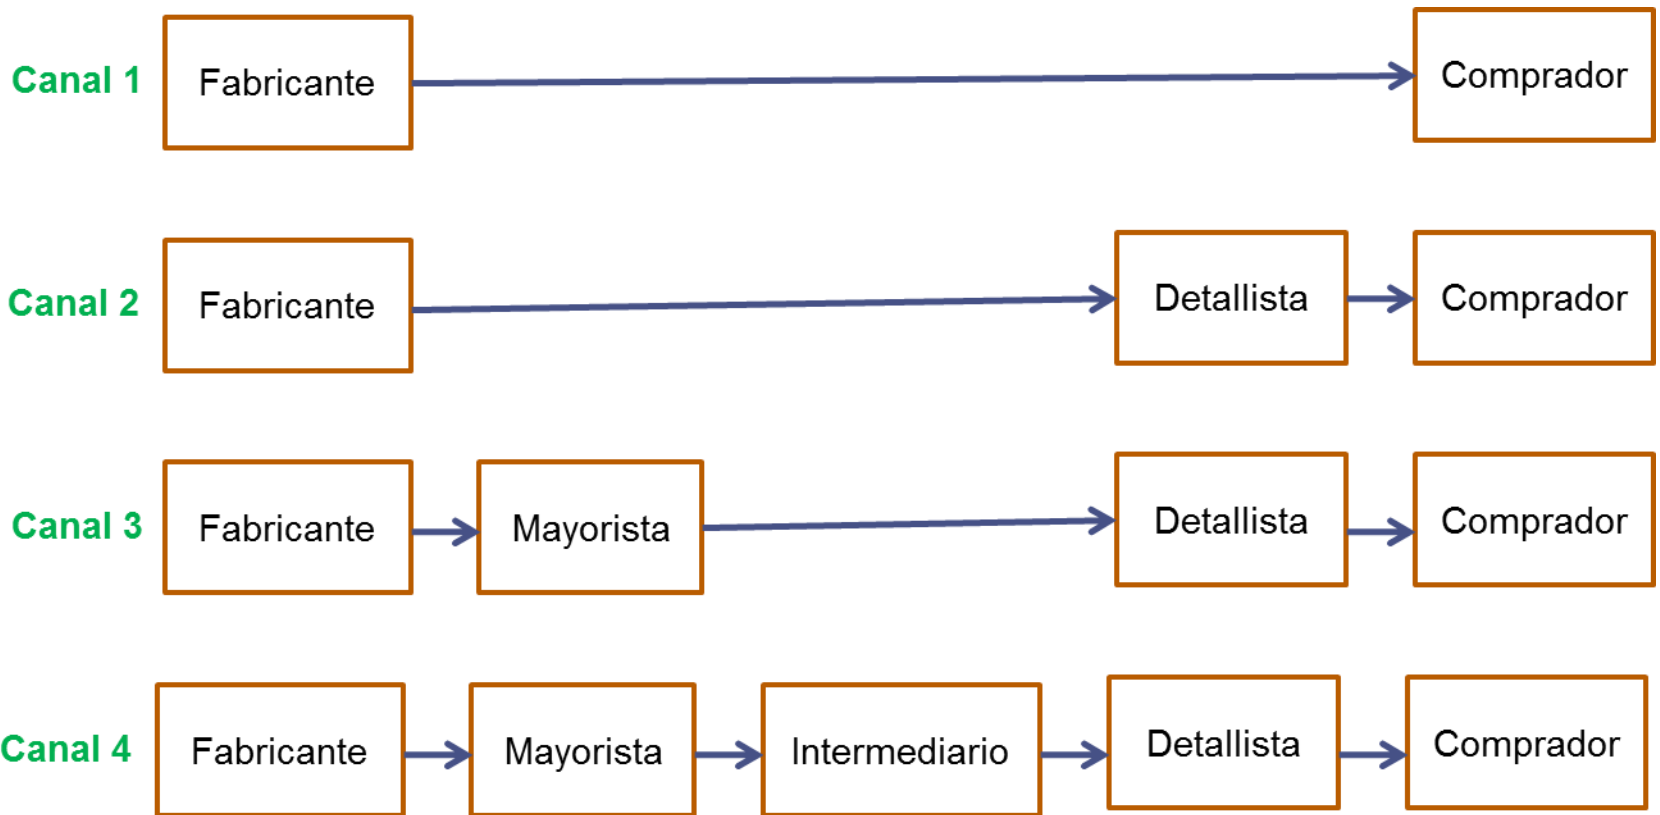 Canal 1 Fabricante Comprador
Canal 2 Fabricante Detallista Comprador
Canal 3 Fabricante Mayorista Detallista Comprador
Canal 4 Fabricante Mayorista Intermediario Detallista Comprador